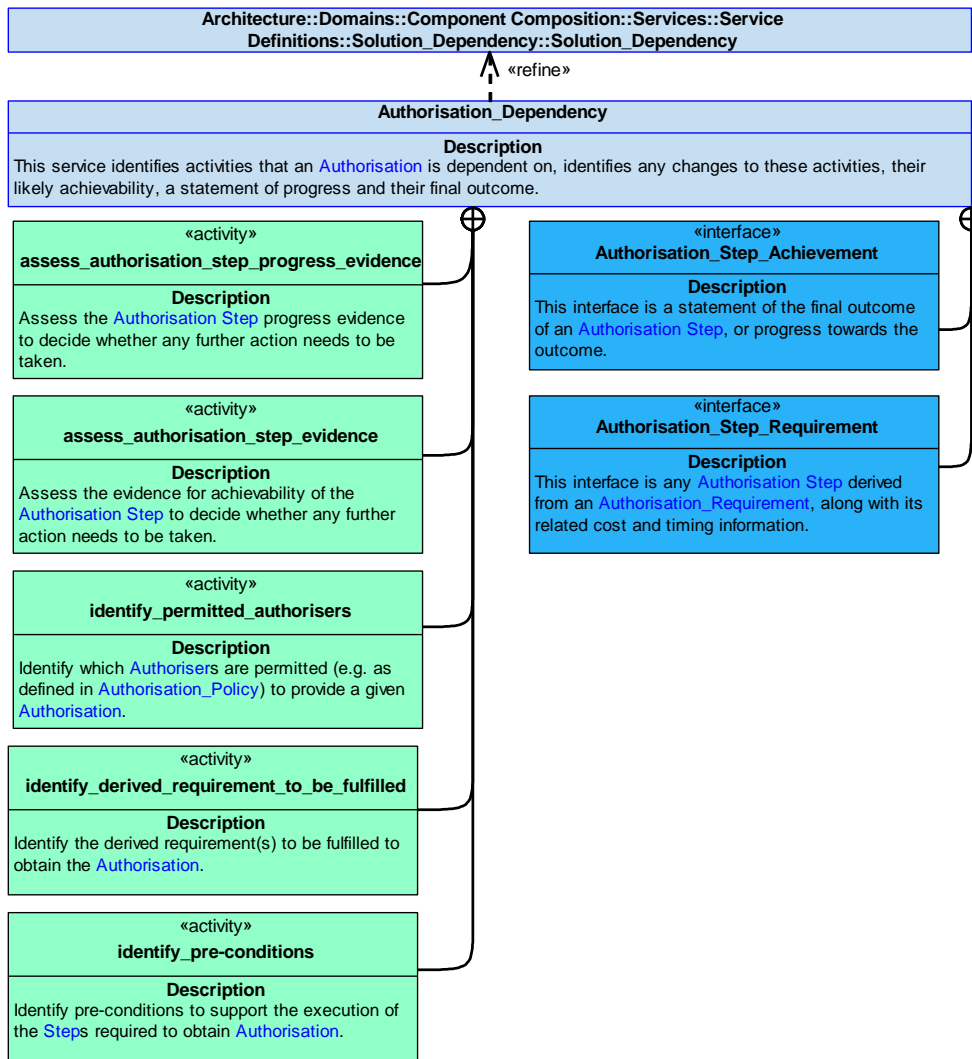 Architecture::Domains::Component Composition::Services::Service
Definitions::Solution_Dependency::Solution_Dependency
«refine»
Authorisation_Dependency
Description
This service identifies activities that an Authorisation is dependent on, identifies any changes to these activities, their
likely achievability, a statement of progress and their final outcome.
«activity»
assess_authorisation_step_progress_evidence
Description
Assess the Authorisation Step progress evidence
to decide whether any further action needs to be
taken.
«activity»
assess_authorisation_step_evidence
Description
Assess the evidence for achievability of the
Authorisation Step to decide whether any further
action needs to be taken.
«activity»
identify_permitted_authorisers
Description
Identify which Authorisers are permitted (e.g. as
defined in Authorisation_Policy) to provide a given
Authorisation.
«activity»
identify_derived_requirement_to_be_fulfilled
Description
Identify the derived requirement(s) to be fulfilled to
obtain the Authorisation.
«activity»
identify_pre-conditions
Description
Identify pre-conditions to support the execution of
the Steps required to obtain Authorisation.
«interface»
Authorisation_Step_Achievement
Description
This interface is a statement of the final outcome
of an Authorisation Step, or progress towards the
outcome.
«interface»
Authorisation_Step_Requirement
Description
This interface is any Authorisation Step derived
from an Authorisation_Requirement, along with its
related cost and timing information.